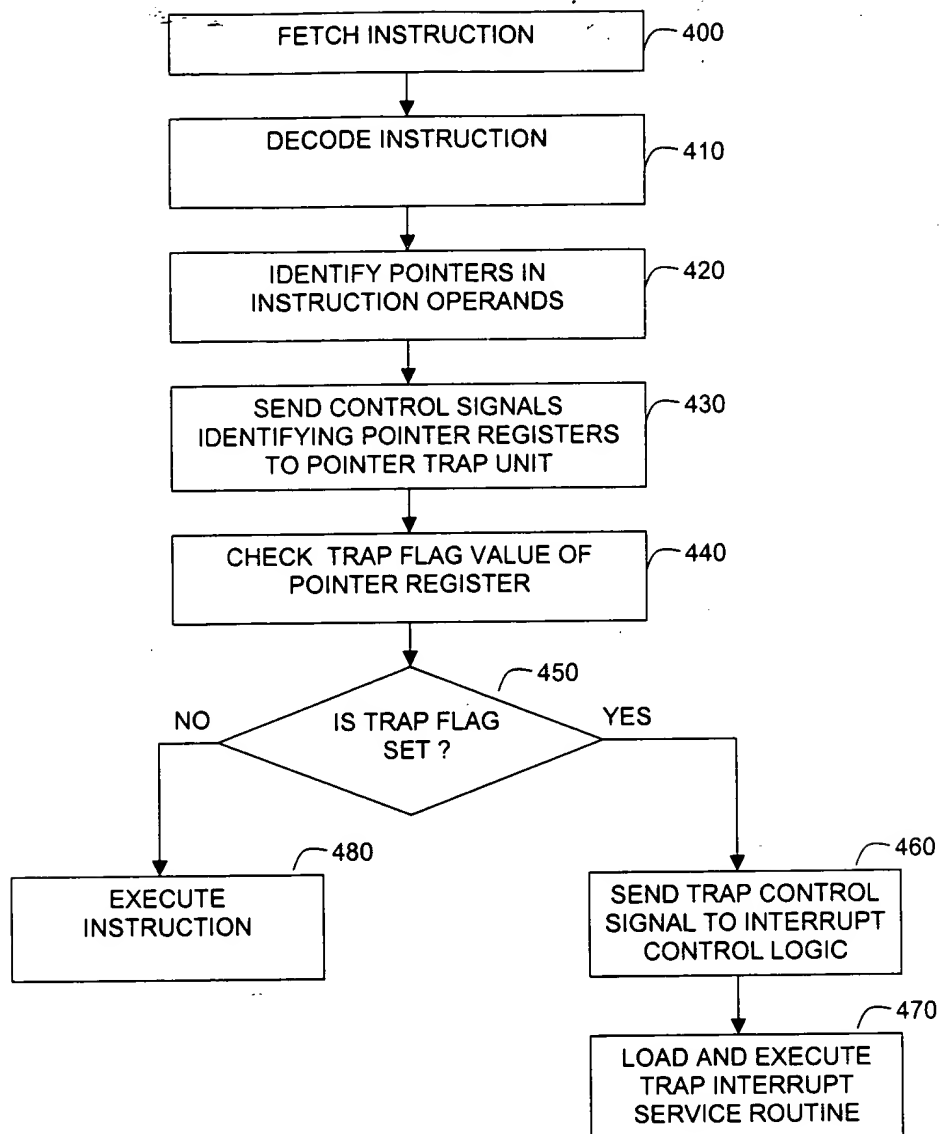 FETCH INSTRUCTION
400
DECODE INSTRUCTION
410
IDENTIFY POINTERS IN
INSTRUCTION OPERANDS
420
SEND CONTROL SIGNALS
IDENTIFYING POINTER REGISTERS
TO POINTER TRAP UNIT
430
CHECK TRAP FLAG VALUE OF
POINTER REGISTER
440
450
NO
IS TRAP FLAG
SET ?
YES
480
EXECUTE
INSTRUCTION
460
SEND TRAP CONTROL
SIGNAL TO INTERRUPT
CONTROL LOGIC
470
LOAD AND EXECUTE
TRAP INTERRUPT
SERVICE ROUTINE